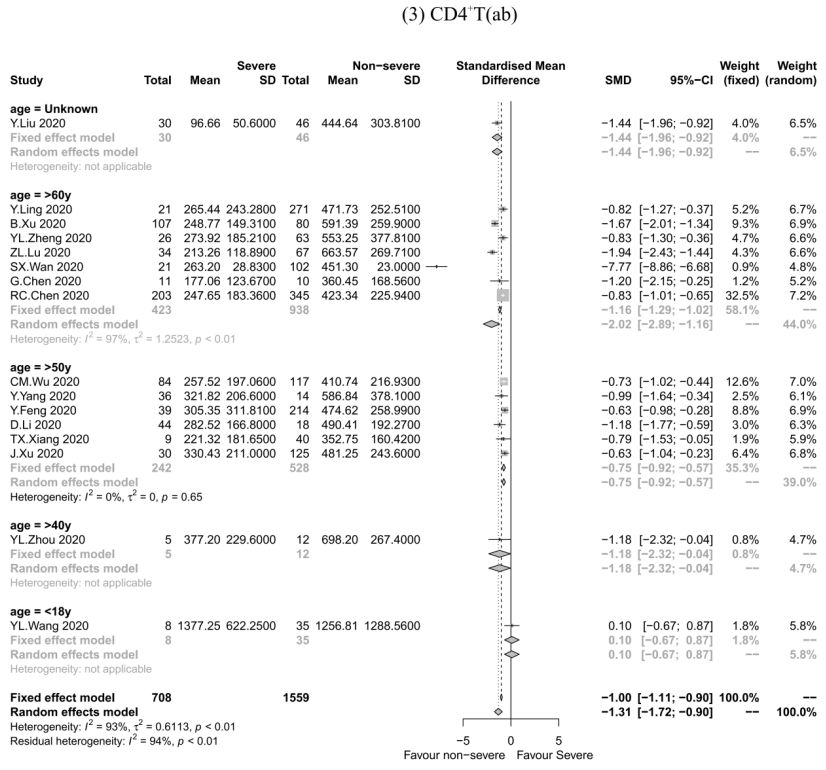 (3) CD4+T(ab)
Severe Non−severe Standardised Mean Weight Weight
Study Total Mean SD Total Mean SD Difference SMD 95%−CI (fixed) (random)
age = Unknown
Y.Liu 2020 30 96.66 50.6000 46 444.64 303.8100 −1.44 [−1.96; −0.92] 4.0% 6.5%
Fixed effect model 30 46 −1.44 [−1.96; −0.92] 4.0% −−
Random effects model −1.44 [−1.96; −0.92] −− 6.5%
Heterogeneity: not applicable
age = >60y
Y.Ling 2020 21 265.44 243.2800 271 471.73 252.5100 −0.82 [−1.27; −0.37] 5.2% 6.7%
B.Xu 2020 107 248.77 149.3100 80 591.39 259.9000 −1.67 [−2.01; −1.34] 9.3% 6.9%
YL.Zheng 2020 26 273.92 185.2100 63 553.25 377.8100 −0.83 [−1.30; −0.36] 4.7% 6.7%
ZL.Lu 2020 34 213.26 118.8900 67 663.57 269.7100 −1.94 [−2.43; −1.44] 4.3% 6.6%
SX.Wan 2020 21 263.20 28.8300 102 451.30 23.0000 −7.77 [−8.86; −6.68] 0.9% 4.8%
G.Chen 2020 11 177.06 123.6700 10 360.45 168.5600 −1.20 [−2.15; −0.25] 1.2% 5.2%
RC.Chen 2020 203 247.65 183.3600 345 423.34 225.9400 −0.83 [−1.01; −0.65] 32.5% 7.2%
Fixed effect model 423 938 −1.16 [−1.29; −1.02] 58.1% −−
Random effects model −2.02 [−2.89; −1.16] −− 44.0%
Heterogeneity: I² = 97%, τ² = 1.2523, p < 0.01
age = >50y
CM.Wu 2020 84 257.52 197.0600 117 410.74 216.9300 −0.73 [−1.02; −0.44] 12.6% 7.0%
Y.Yang 2020 36 321.82 206.6000 14 586.84 378.1000 −0.99 [−1.64; −0.34] 2.5% 6.1%
Y.Feng 2020 39 305.35 311.8100 214 474.62 258.9900 −0.63 [−0.98; −0.28] 8.8% 6.9%
D.Li 2020 44 282.52 166.8000 18 490.41 192.2700 −1.18 [−1.77; −0.59] 3.0% 6.3%
TX.Xiang 2020 9 221.32 181.6500 40 352.75 160.4200 −0.79 [−1.53; −0.05] 1.9% 5.9%
J.Xu 2020 30 330.43 211.0000 125 481.25 243.6000 −0.63 [−1.04; −0.23] 6.4% 6.8%
Fixed effect model 242 528 −0.75 [−0.92; −0.57] 35.3% −−
Random effects model −0.75 [−0.92; −0.57] −− 39.0%
Heterogeneity: I² = 0%, τ² = 0, p = 0.65
age = >40y
YL.Zhou 2020 5 377.20 229.6000 12 698.20 267.4000 −1.18 [−2.32; −0.04] 0.8% 4.7%
Fixed effect model 5 12 −1.18 [−2.32; −0.04] 0.8% −−
Random effects model −1.18 [−2.32; −0.04] −− 4.7%
Heterogeneity: not applicable
age = <18y
YL.Wang 2020 8 1377.25 622.2500 35 1256.81 1288.5600 0.10 [−0.67; 0.87] 1.8% 5.8%
Fixed effect model 8 35 0.10 [−0.67; 0.87] 1.8% −−
Random effects model 0.10 [−0.67; 0.87] −− 5.8%
Heterogeneity: not applicable
Fixed effect model 708 1559 −1.00 [−1.11; −0.90] 100.0% −−
Random effects model −1.31 [−1.72; −0.90] −− 100.0%
Heterogeneity: I² = 93%, τ² = 0.6113, p < 0.01
Residual heterogeneity: I² = 94%, p < 0.01
−5 0 5
Favour non−severe Favour Severe